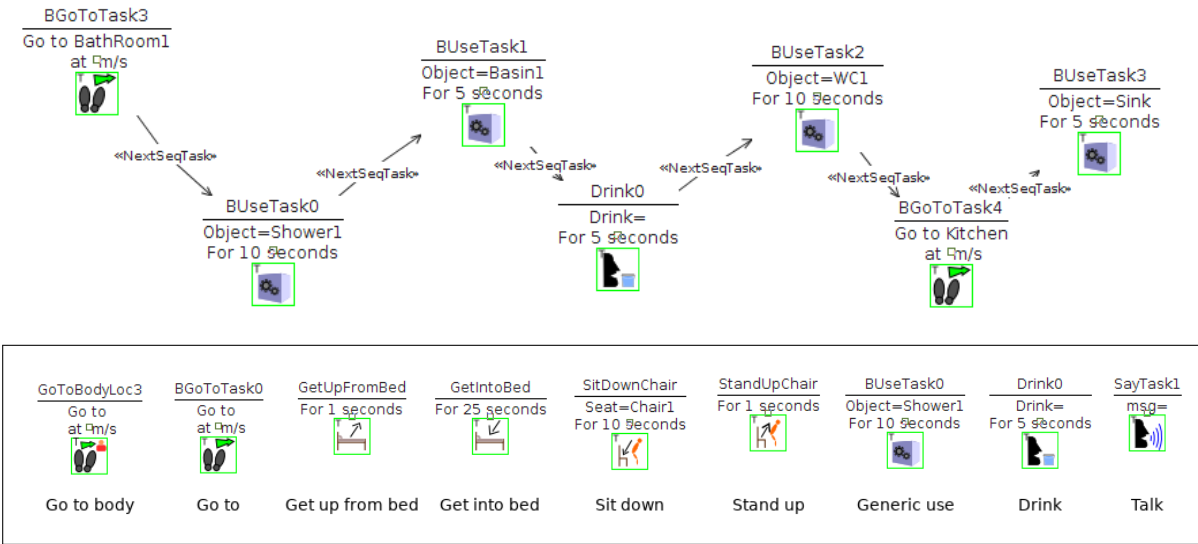 BGoToTask3
Go to BathRoom1
at m/s
«NextSeqTask»
BUseTask0
Object=Shower1
For 10 seconds
«NextSeqTask»
BUseTask1
Object=Basin1
For 5 seconds
«NextSeqTask»
Drink0
Drink=
For 5 seconds
«NextSeqTask»
BUseTask2
Object=WC1
For 10 seconds
«NextSeqTask»
BGoToTask4
Go to Kitchen
at m/s
«NextSeqTask»
BUseTask3
Object=Sink
For 5 seconds
GoToBodyLoc3
Go to
at m/s
Go to body
BGoToTask0
Go to
at m/s
Go to
GetUpFromBed
For 1 seconds
Get up from bed
GetIntoBed
For 25 seconds
Get into bed
SitDownChair
Seat=Chair1
For 10 seconds
Sit down
StandUpChair
For 1 seconds
Stand up
BUseTask0
Object=Shower1
For 10 seconds
Generic use
Drink0
Drink=
For 5 seconds
Drink
SayTask1
msg=
Talk